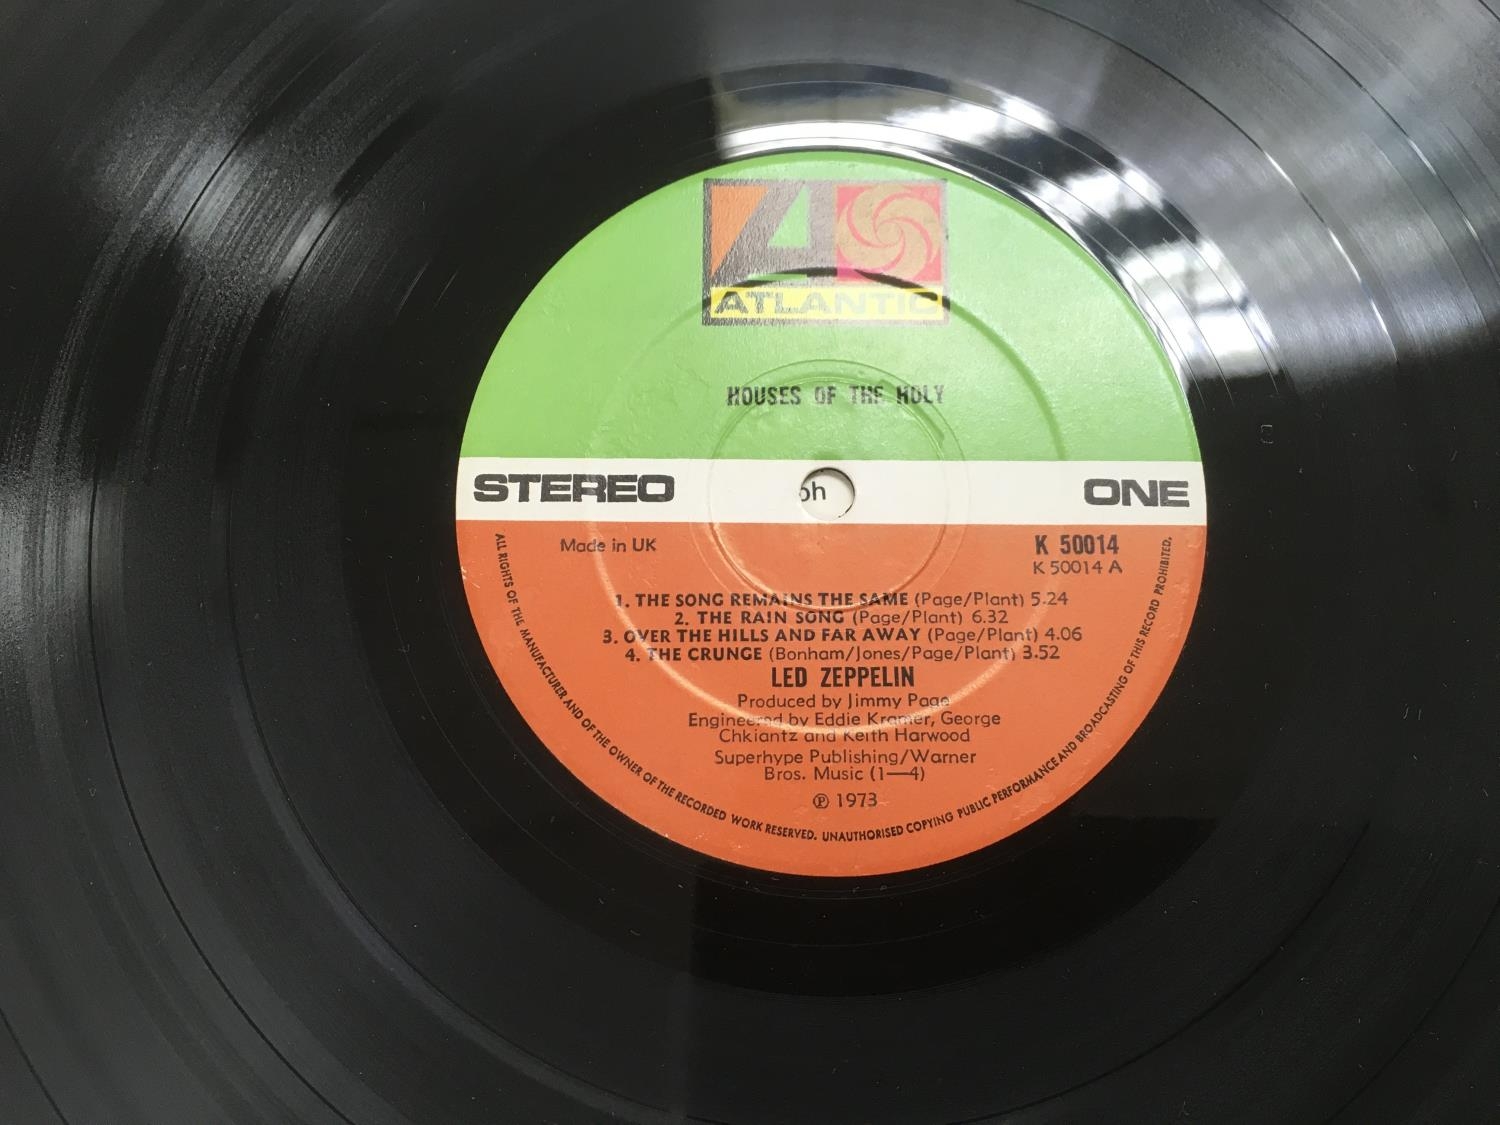 ATLANTIC
HOUSES OF THE HOLY
STEREO
oh
ONE
Made in UK
K 50014
K 50014 A
1. THE SONG REMAINS THE SAME (Page/Plant) 5.24
2. THE RAIN SONG (Page/Plant) 6.32
3. OVER THE HILLS AND FAR AWAY (Page/Plant) 4.06
4. THE CRUNGE (Bonham/Jones/Page/Plant) 3.52
LED ZEPPELIN
Produced by Jimmy Page
Engineered by Eddie Kramer, George
Chkiantz and Keith Harwood
Superhype Publishing/Warner
Bros. Music (1—4)
℗ 1973
ALL RIGHTS OF THE MANUFACTURER AND OF THE OWNER OF THE RECORDED WORK RESERVED. UNAUTHORISED COPYING PUBLIC PERFORMANCE AND BROADCASTING OF THIS RECORD PROHIBITED.